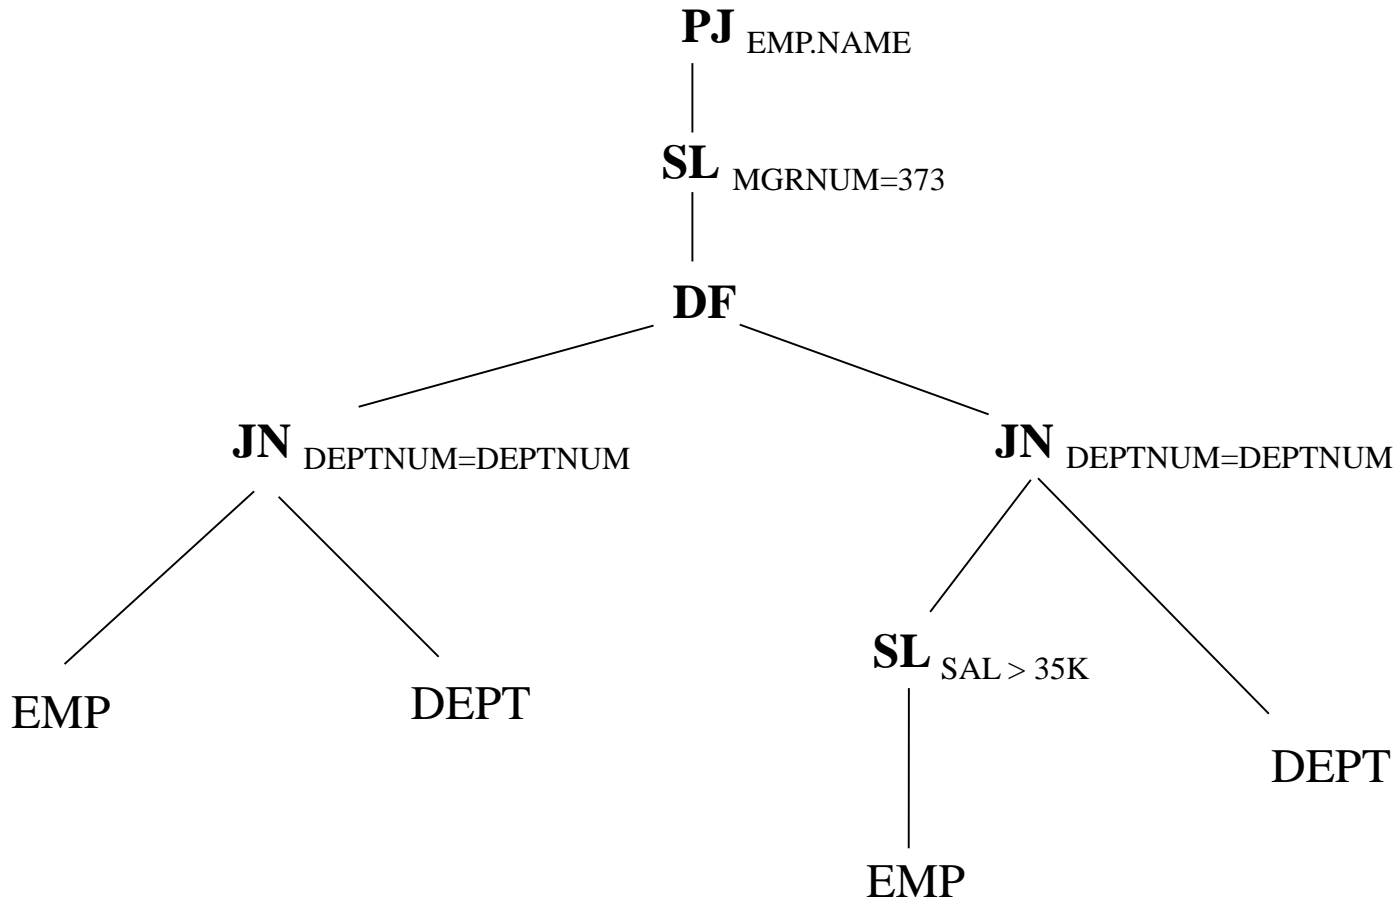 PJ EMP.NAME
SL MGRNUM=373
DF
JN DEPTNUM=DEPTNUM
JN DEPTNUM=DEPTNUM
SL SAL > 35K
EMP
DEPT
DEPT
EMP